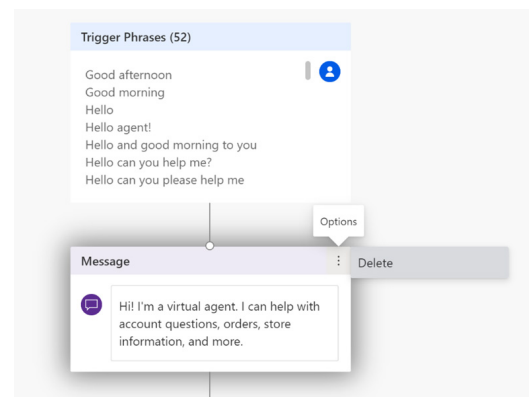 Trigger Phrases (52)
Good afternoon
Good morning
Hello
Hello agent!
Hello and good morning to you
Hello can you help me?
Hello can you please help me
Options
Message
Delete
Hi! I'm a virtual agent. I can help with
account questions, orders, store
information, and more.